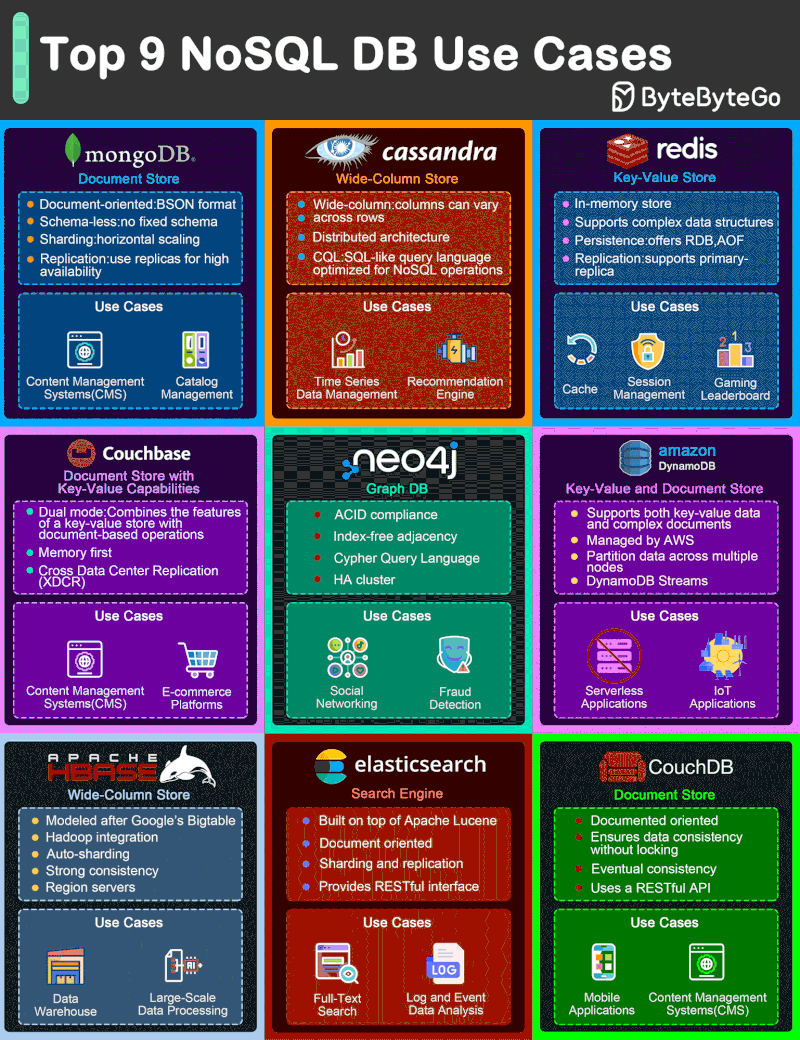 Top 9 NoSQL DB Use Cases
ByteByteGo
mongoDB®
Document Store
Document-oriented:BSON format
Schema-less:no fixed schema
Sharding:horizontal scaling
Replication:use replicas for high
availability
Use Cases
Content Management
Systems(CMS)
Catalog
Management
cassandra
Wide-Column Store
Wide-column:columns can vary
across rows
Distributed architecture
CQL:SQL-like query language
optimized for NoSQL operations
Use Cases
Time Series
Data Management
Recommendation
Engine
redis
Key-Value Store
In-memory store
Supports complex data structures
Persistence:offers RDB,AOF
Replication:supports primary-
replica
Use Cases
Cache
Session
Management
2
1
3
Gaming
Leaderboard
Couchbase
Document Store with
Key-Value Capabilities
Dual mode:Combines the features
of a key-value store with
document-based operations
Memory first
Cross Data Center Replication
(XDCR)
Use Cases
Content Management
Systems(CMS)
E-commerce
Platforms
neo4j
Graph DB
ACID compliance
Index-free adjacency
Cypher Query Language
HA cluster
Use Cases
Social
Networking
Fraud
Detection
amazon
DynamoDB
Key-Value and Document Store
Supports both key-value data
and complex documents
Managed by AWS
Partition data across multiple
nodes
DynamoDB Streams
Use Cases
Serverless
Applications
IoT
Applications
APACHE
HBASE
Wide-Column Store
Modeled after Google's Bigtable
Hadoop integration
Auto-sharding
Strong consistency
Region servers
Use Cases
Data
Warehouse
AI
Large-Scale
Data Processing
elasticsearch
Search Engine
Built on top of Apache Lucene
Document oriented
Sharding and replication
Provides RESTful interface
Use Cases
Full-Text
Search
LOG
Log and Event
Data Analysis
CouchDB
Document Store
Documented oriented
Ensures data consistency
without locking
Eventual consistency
Uses a RESTful API
Use Cases
Mobile
Applications
Content Management
Systems(CMS)